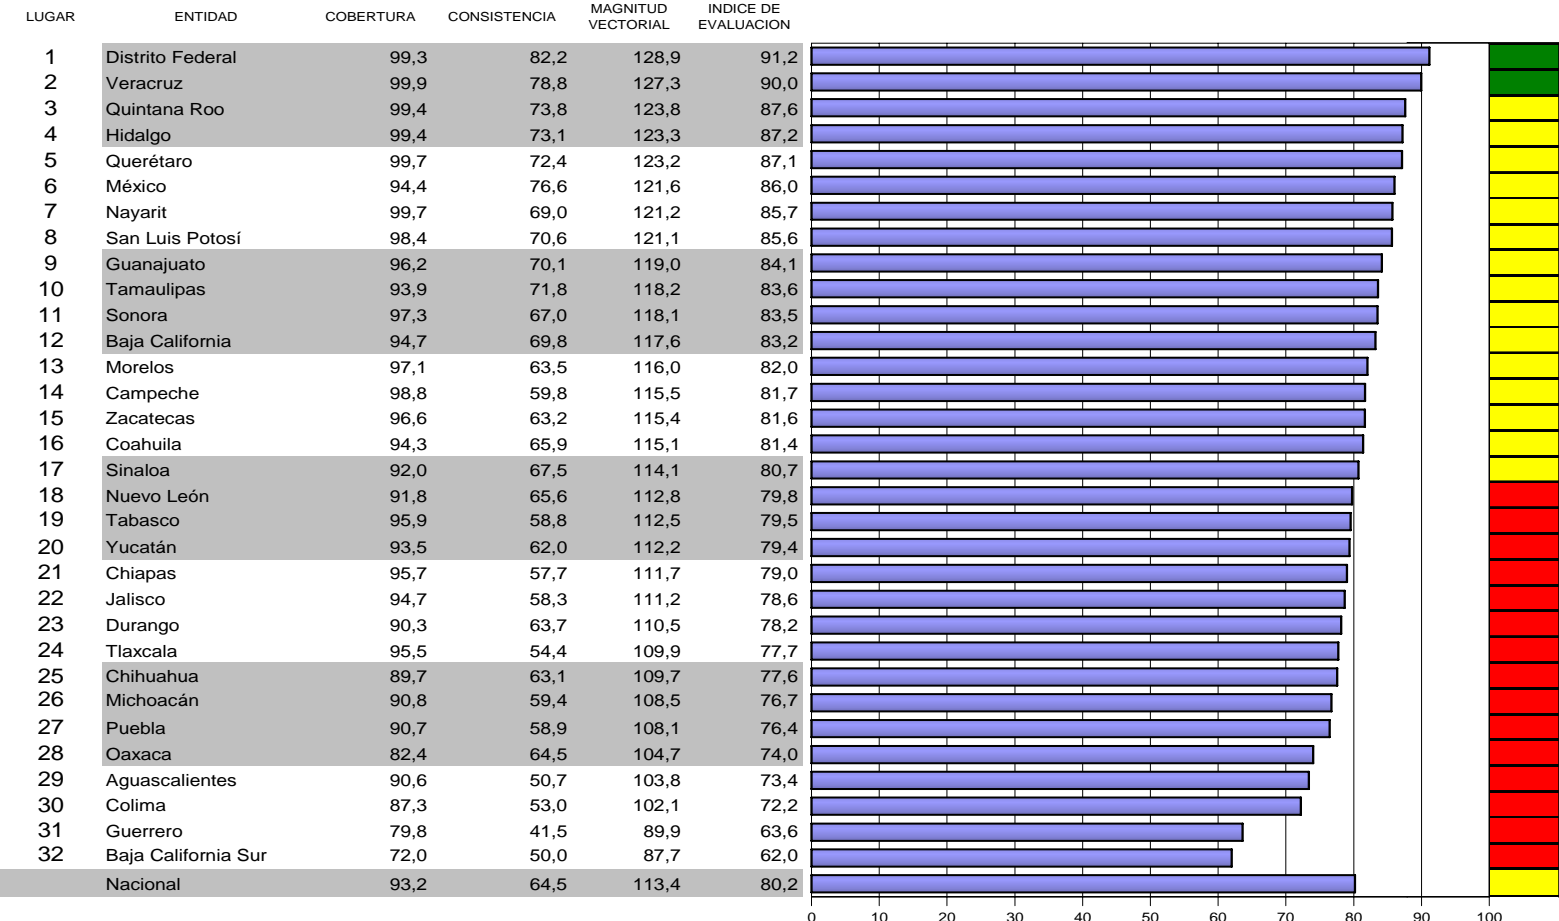 LUGAR ENTIDAD COBERTURA CONSISTENCIA MAGNITUD VECTORIAL INDICE DE EVALUACION
1 Distrito Federal 99,3 82,2 128,9 91,2
2 Veracruz 99,9 78,8 127,3 90,0
3 Quintana Roo 99,4 73,8 123,8 87,6
4 Hidalgo 99,4 73,1 123,3 87,2
5 Querétaro 99,7 72,4 123,2 87,1
6 México 94,4 76,6 121,6 86,0
7 Nayarit 99,7 69,0 121,2 85,7
8 San Luis Potosí 98,4 70,6 121,1 85,6
9 Guanajuato 96,2 70,1 119,0 84,1
10 Tamaulipas 93,9 71,8 118,2 83,6
11 Sonora 97,3 67,0 118,1 83,5
12 Baja California 94,7 69,8 117,6 83,2
13 Morelos 97,1 63,5 116,0 82,0
14 Campeche 98,8 59,8 115,5 81,7
15 Zacatecas 96,6 63,2 115,4 81,6
16 Coahuila 94,3 65,9 115,1 81,4
17 Sinaloa 92,0 67,5 114,1 80,7
18 Nuevo León 91,8 65,6 112,8 79,8
19 Tabasco 95,9 58,8 112,5 79,5
20 Yucatán 93,5 62,0 112,2 79,4
21 Chiapas 95,7 57,7 111,7 79,0
22 Jalisco 94,7 58,3 111,2 78,6
23 Durango 90,3 63,7 110,5 78,2
24 Tlaxcala 95,5 54,4 109,9 77,7
25 Chihuahua 89,7 63,1 109,7 77,6
26 Michoacán 90,8 59,4 108,5 76,7
27 Puebla 90,7 58,9 108,1 76,4
28 Oaxaca 82,4 64,5 104,7 74,0
29 Aguascalientes 90,6 50,7 103,8 73,4
30 Colima 87,3 53,0 102,1 72,2
31 Guerrero 79,8 41,5 89,9 63,6
32 Baja California Sur 72,0 50,0 87,7 62,0
Nacional 93,2 64,5 113,4 80,2
0 10 20 30 40 50 60 70 80 90 100